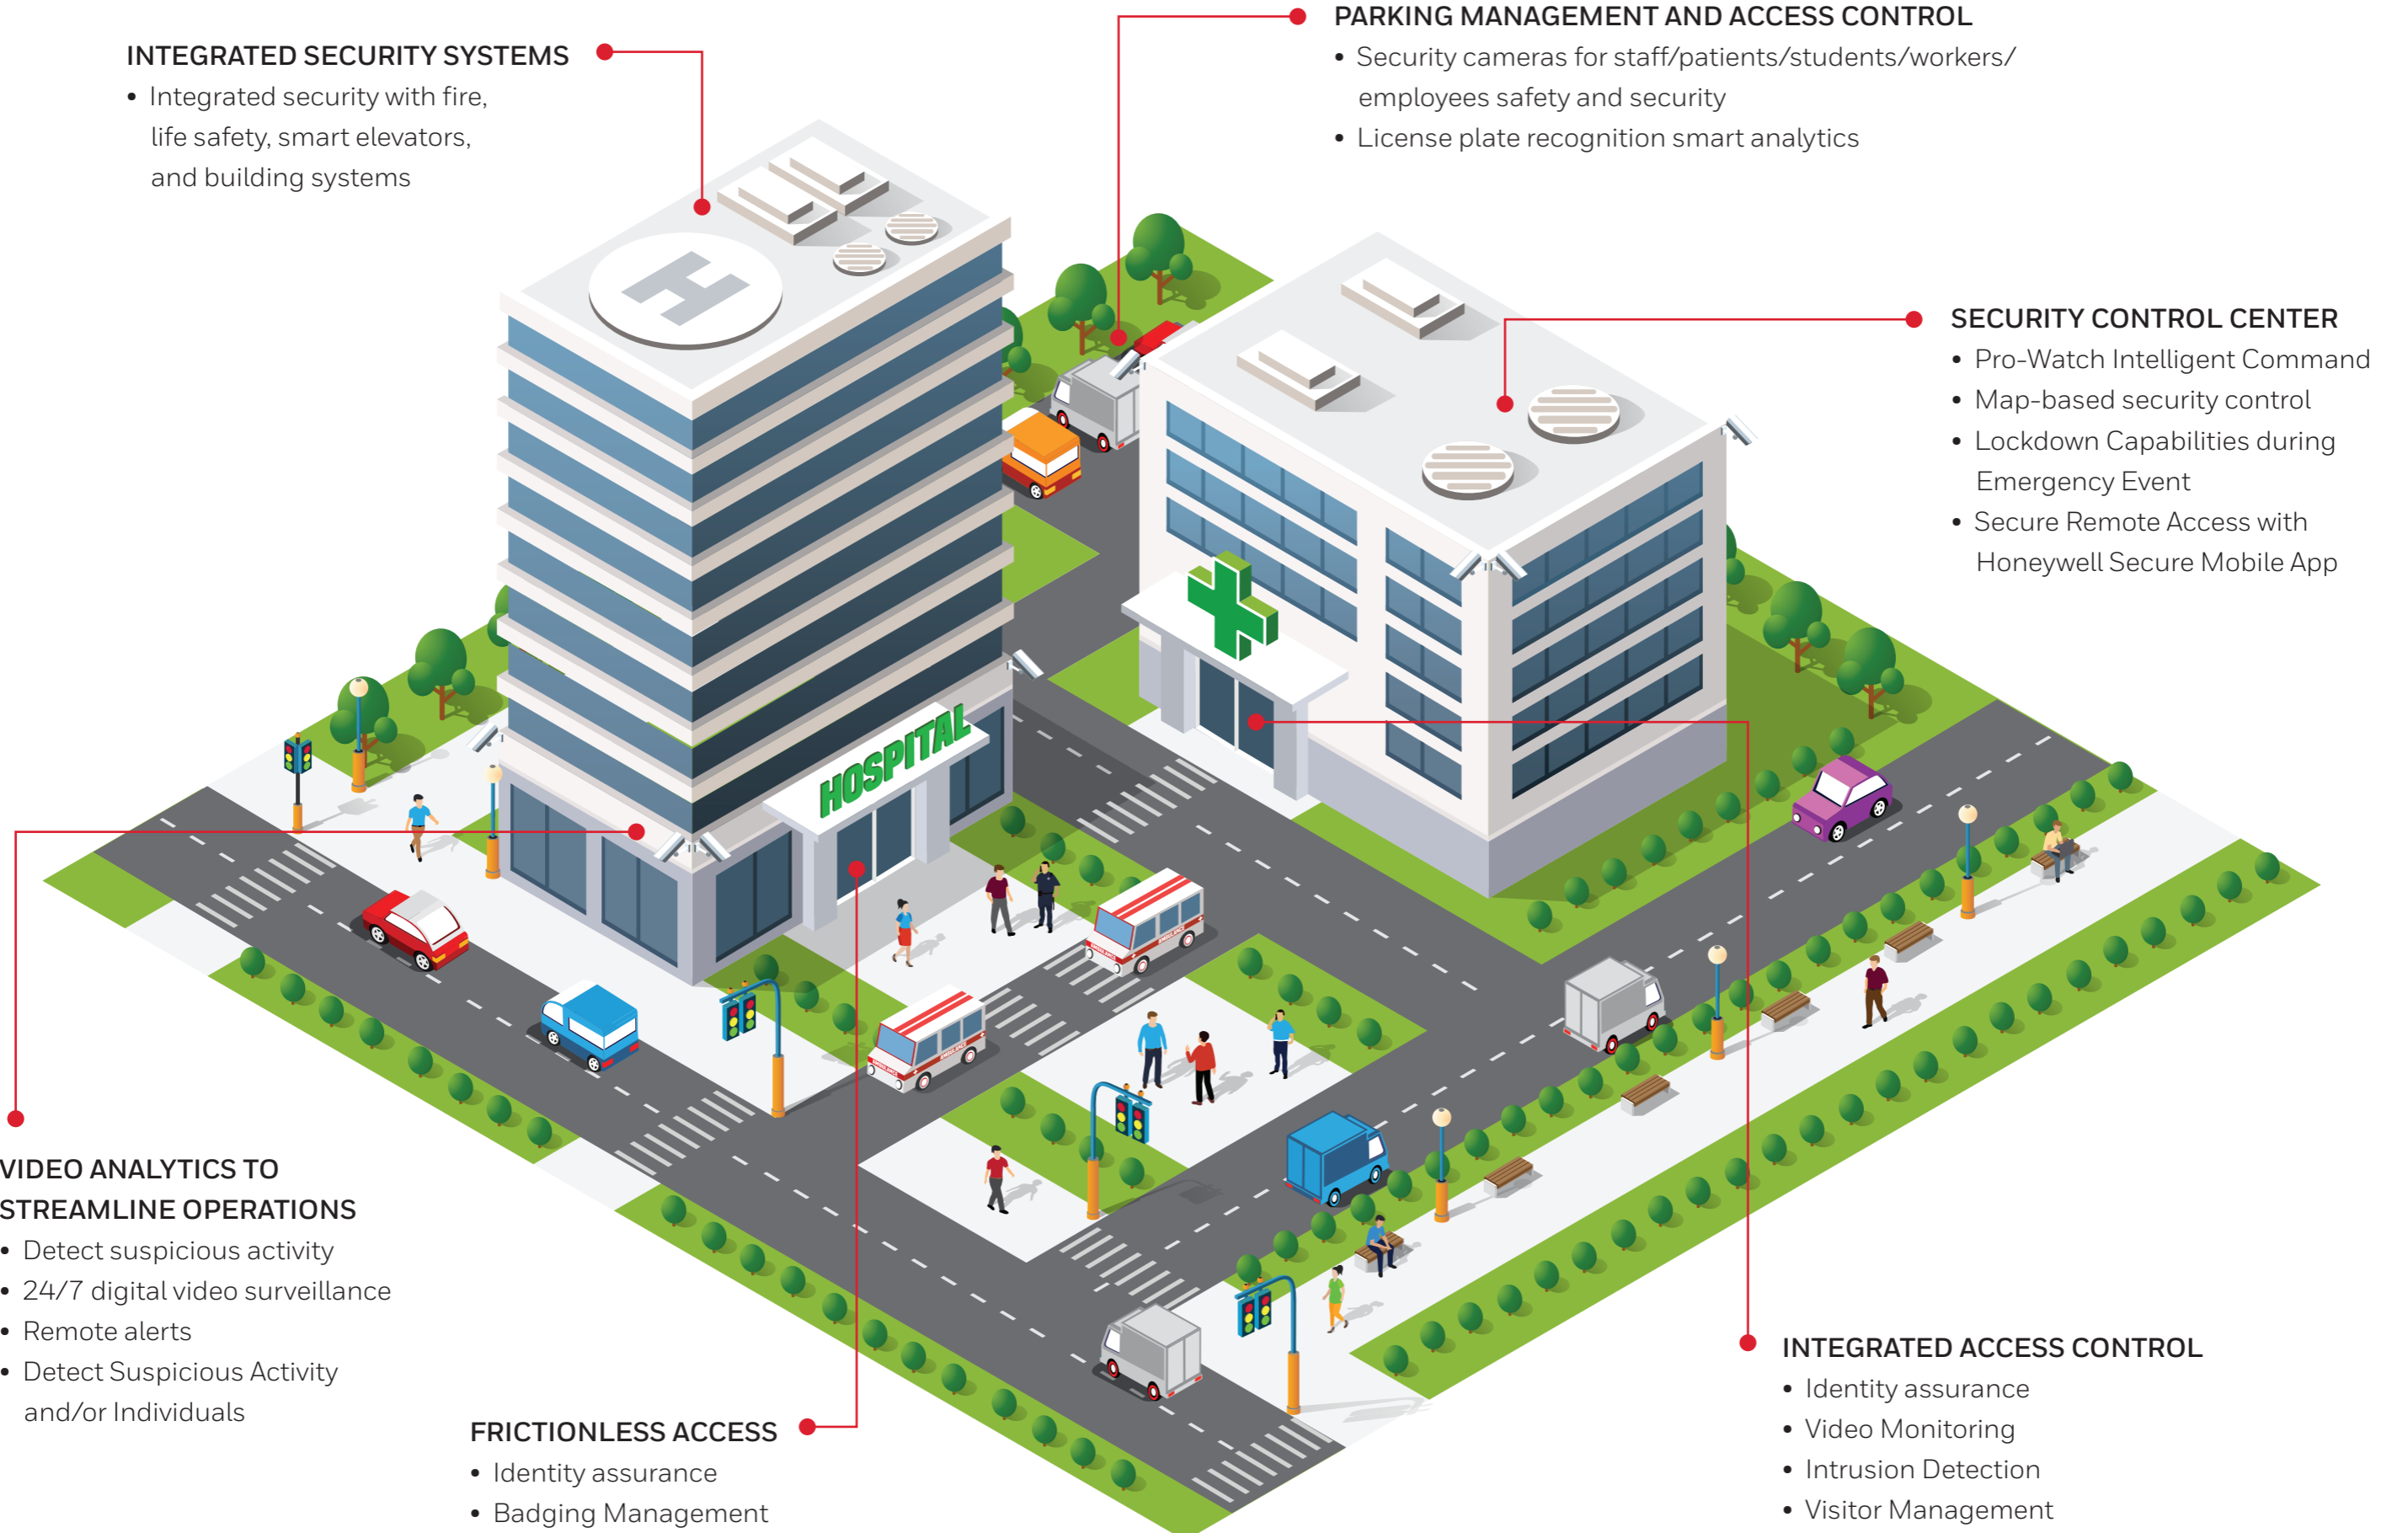 INTEGRATED SECURITY SYSTEMS
• Integrated security with fire,
life safety, smart elevators,
and building systems
PARKING MANAGEMENT AND ACCESS CONTROL
• Security cameras for staff/patients/students/workers/
employees safety and security
• License plate recognition smart analytics
SECURITY CONTROL CENTER
• Pro-Watch Intelligent Command
• Map-based security control
• Lockdown Capabilities during
Emergency Event
• Secure Remote Access with
Honeywell Secure Mobile App
H
HOSPITAL
AMBULANCE
AMBULANCE
AMBULANCE
AMBULANCE
VIDEO ANALYTICS TO
STREAMLINE OPERATIONS
• Detect suspicious activity
• 24/7 digital video surveillance
• Remote alerts
• Detect Suspicious Activity
and/or Individuals
FRICTIONLESS ACCESS
• Identity assurance
• Badging Management
INTEGRATED ACCESS CONTROL
• Identity assurance
• Video Monitoring
• Intrusion Detection
• Visitor Management